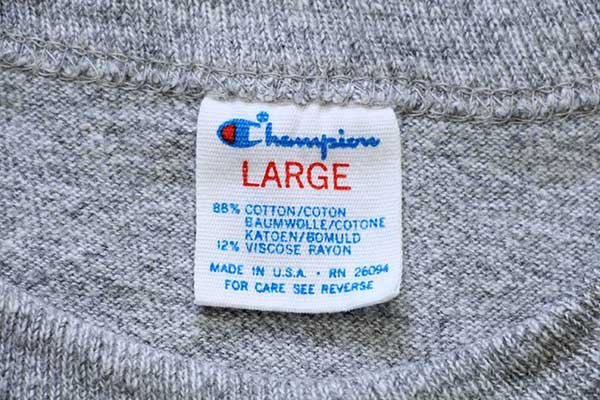 Champion
LARGE
88% COTTON/COTON
BAUMWOLLE/COTONE
KATOEN/BOMULD
12% VISCOSE RAYON
MADE IN U.S.A. · RN 26094
FOR CARE SEE REVERSE